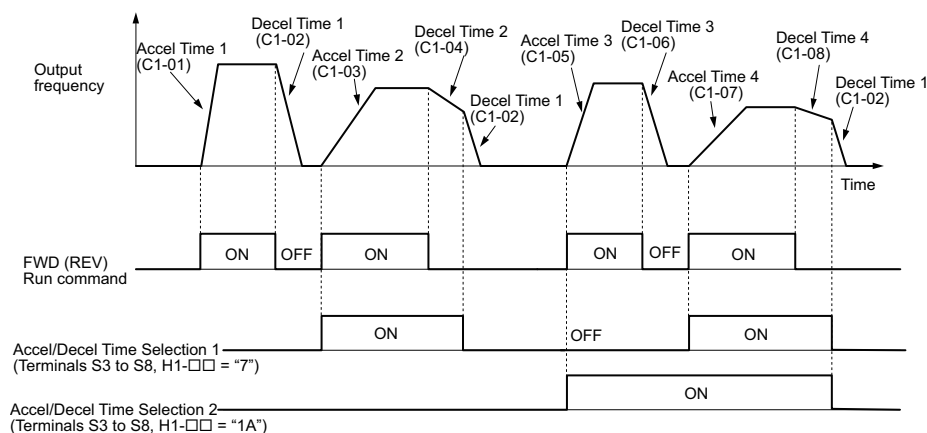 Output
frequency
Accel Time 1
(C1-01)
Decel Time 1
(C1-02)
Accel Time 2
(C1-03)
Decel Time 2
(C1-04)
Decel Time 1
(C1-02)
Accel Time 3
(C1-05)
Decel Time 3
(C1-06)
Accel Time 4
(C1-07)
Decel Time 4
(C1-08)
Decel Time 1
(C1-02)
Time
FWD (REV)
Run command
ON
OFF
ON
ON
OFF
ON
Accel/Decel Time Selection 1
(Terminals S3 to S8, H1-□□ = “7”)
ON
OFF
ON
Accel/Decel Time Selection 2
(Terminals S3 to S8, H1-□□ = “1A”)
ON